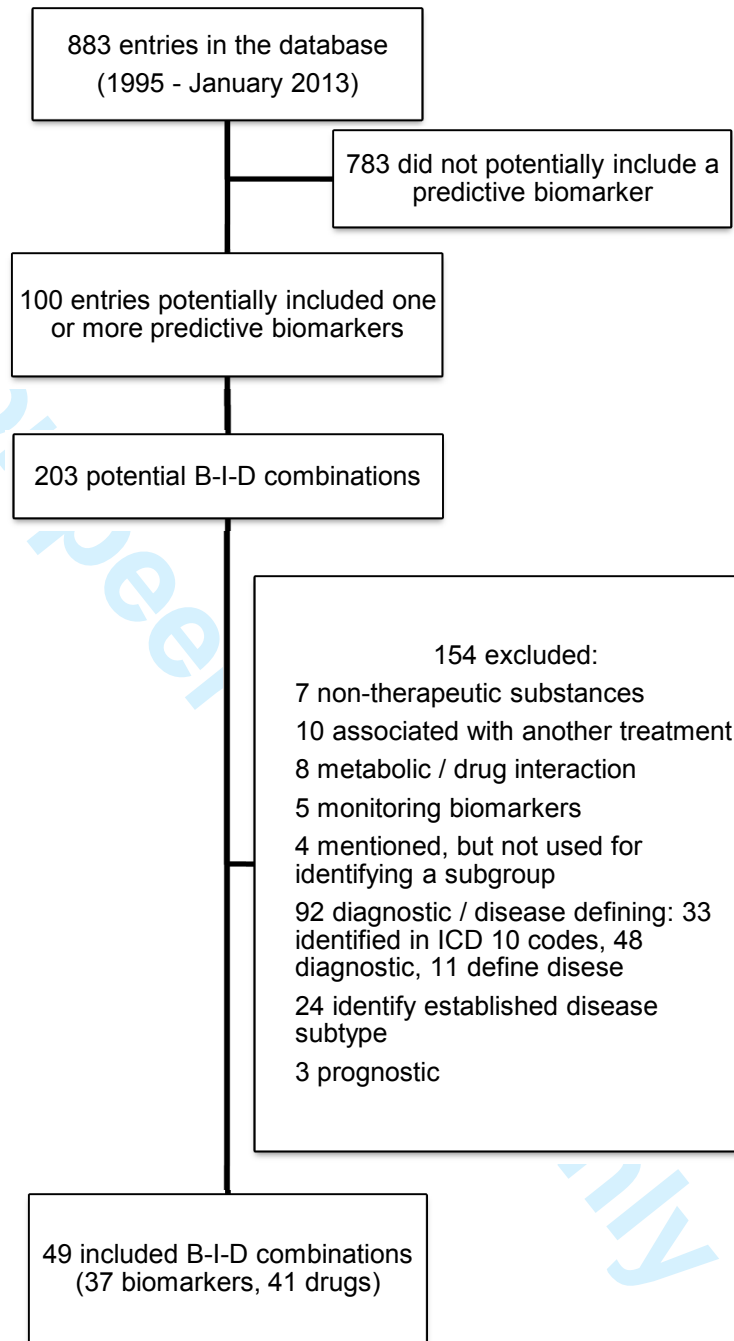 883 entries in the database
(1995 - January 2013)
783 did not potentially include a
predictive biomarker
100 entries potentially included one
or more predictive biomarkers
203 potential B-I-D combinations
154 excluded:
7 non-therapeutic substances
10 associated with another treatment
8 metabolic / drug interaction
5 monitoring biomarkers
4 mentioned, but not used for
identifying a subgroup
92 diagnostic / disease defining: 33
identified in ICD 10 codes, 48
diagnostic, 11 define disese
24 identify established disease
subtype
3 prognostic
49 included B-I-D combinations
(37 biomarkers, 41 drugs)